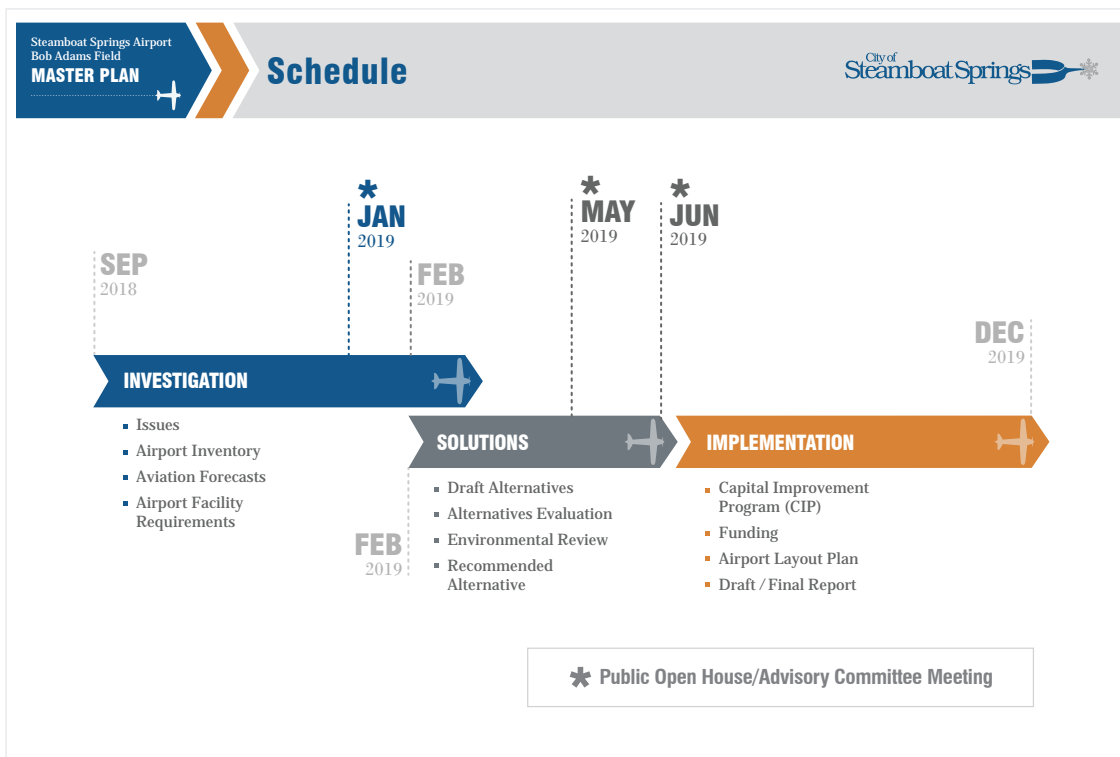 Steamboat Springs Airport
Bob Adams Field
MASTER PLAN
Schedule
City of
Steamboat Springs
* JAN
2019
* MAY
2019
* JUN
2019
SEP
2018
FEB
2019
DEC
2019
INVESTIGATION
▪ Issues
▪ Airport Inventory
▪ Aviation Forecasts
▪ Airport Facility
Requirements
FEB
2019
SOLUTIONS
▪ Draft Alternatives
▪ Alternatives Evaluation
▪ Environmental Review
▪ Recommended
Alternative
IMPLEMENTATION
▪ Capital Improvement
Program (CIP)
▪ Funding
▪ Airport Layout Plan
▪ Draft / Final Report
* Public Open House/Advisory Committee Meeting